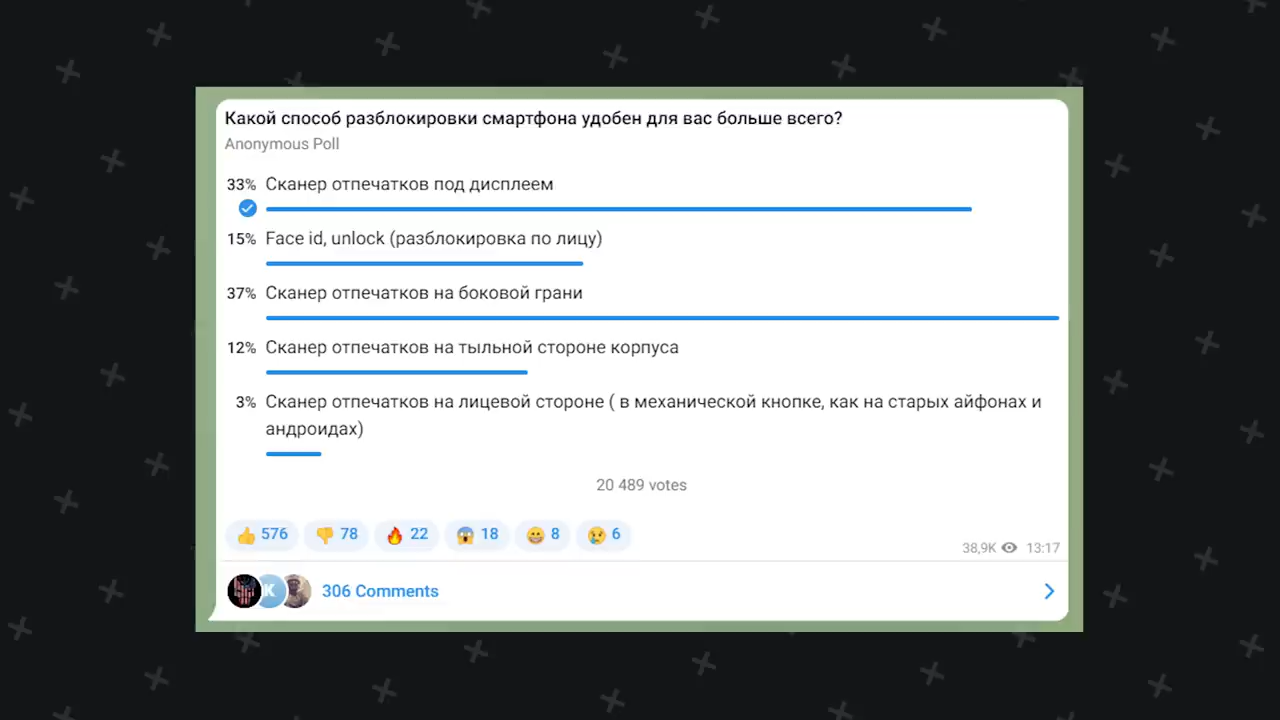 Какой способ разблокировки смартфона удобен для вас больше всего?
Anonymous Poll
33% Сканер отпечатков под дисплеем
15% Face id, unlock (разблокировка по лицу)
37% Сканер отпечатков на боковой грани
12% Сканер отпечатков на тыльной стороне корпуса
3% Сканер отпечатков на лицевой стороне ( в механической кнопке, как на старых айфонах и
андроидах)
20 489 votes
👍 576 👎 78 🔥 22 😱 18 😁 8 😢 6
38,9K 13:17
K
306 Comments